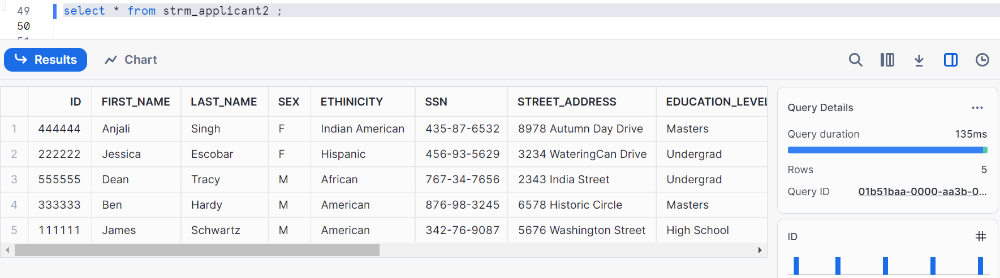 49 select * from strm_applicant2 ;
50
Results Chart
ID FIRST_NAME LAST_NAME SEX ETHINICITY SSN STREET_ADDRESS EDUCATION_LEVEL
1 444444 Anjali Singh F Indian American 435-87-6532 8978 Autumn Day Drive Masters
2 222222 Jessica Escobar F Hispanic 456-93-5629 3234 WateringCan Drive Undergrad
3 555555 Dean Tracy M African 767-34-7656 2343 India Street Undergrad
4 333333 Ben Hardy M American 876-98-3245 6578 Historic Circle Masters
5 111111 James Schwartz M American 342-76-9087 5676 Washington Street High School
Query Details
Query duration 135ms
Rows 5
Query ID 01b51baa-0000-aa3b-0...
ID